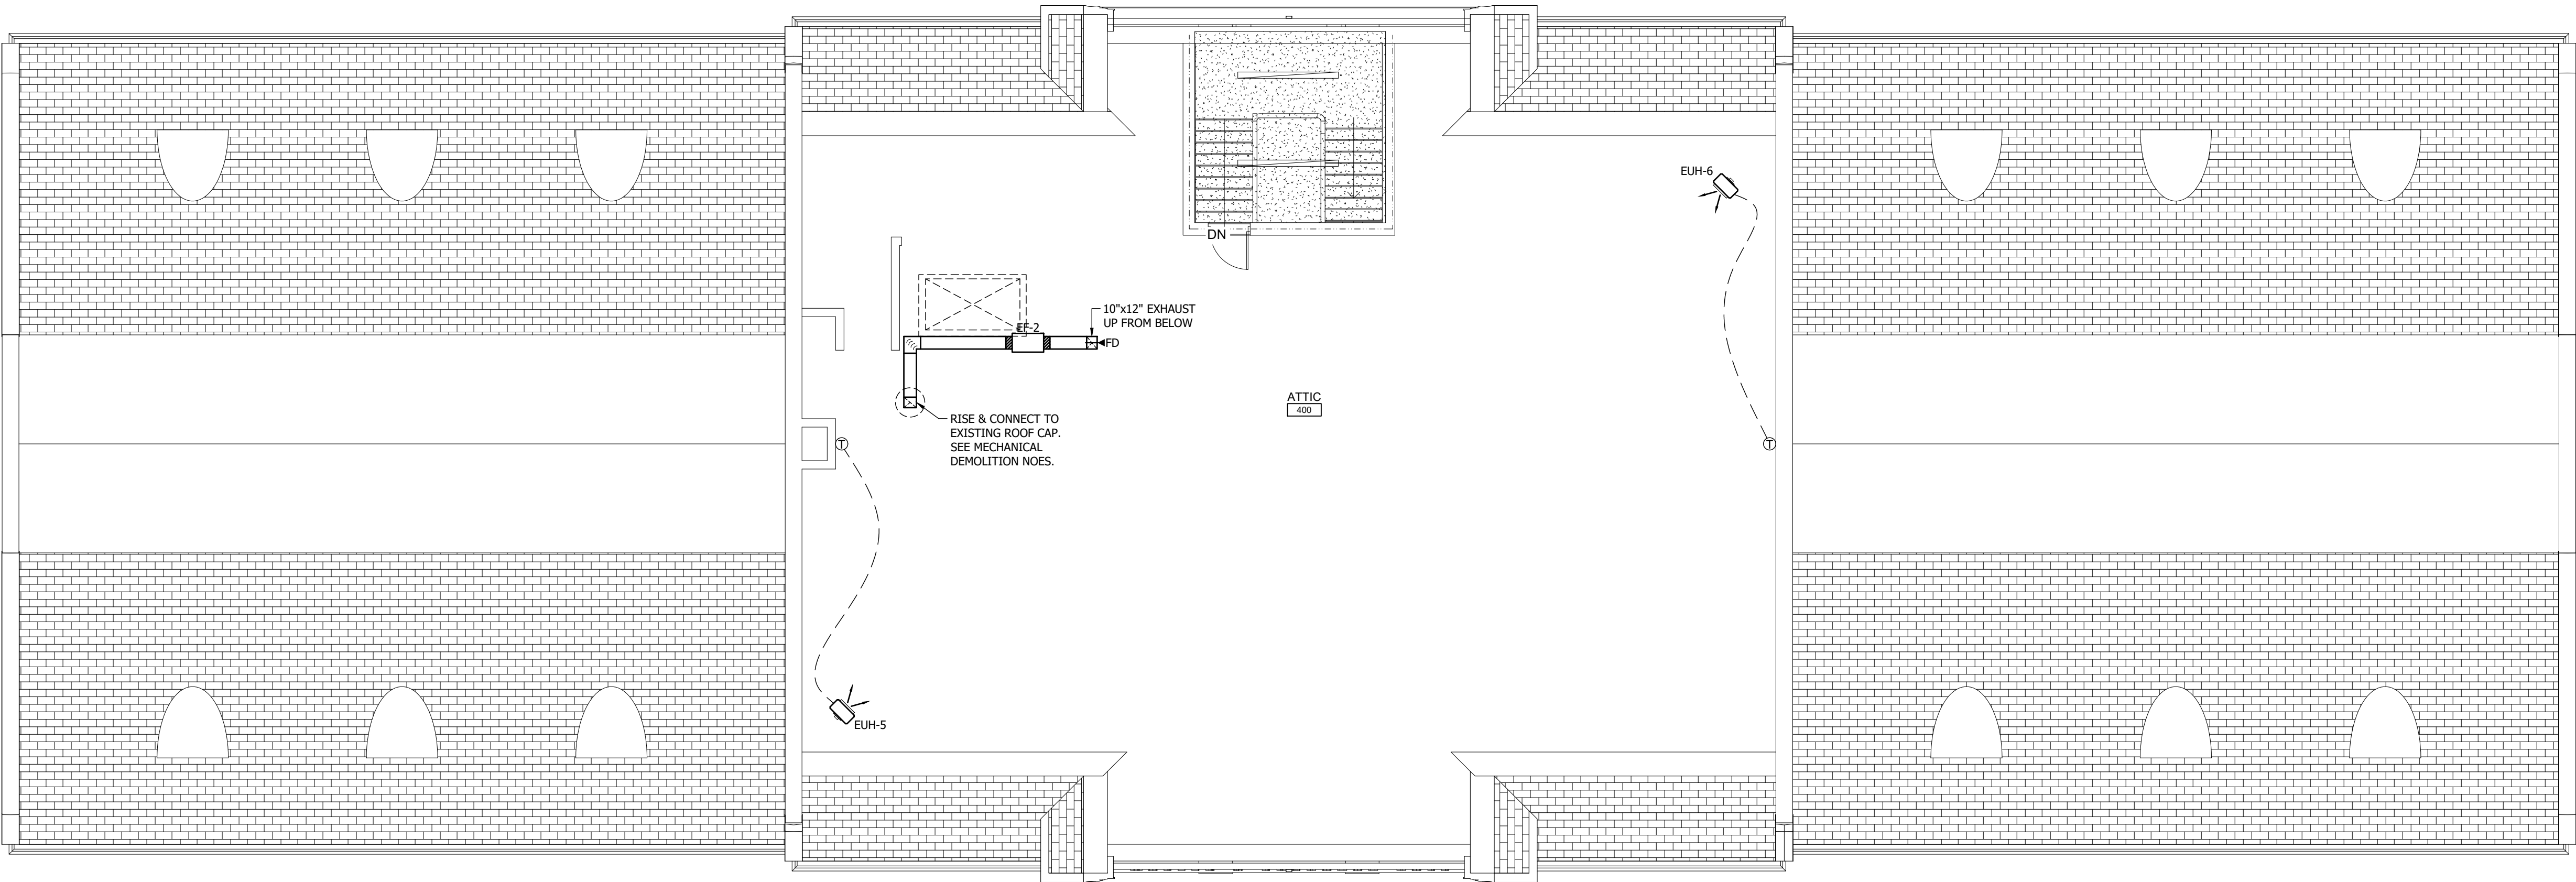 EUH-6
DN
10"x12" EXHAUST
UP FROM BELOW
EF-2
FD
ATTIC
400
RISE & CONNECT TO
EXISTING ROOF CAP.
SEE MECHANICAL
DEMOLITION NOES.
T
T
EUH-5